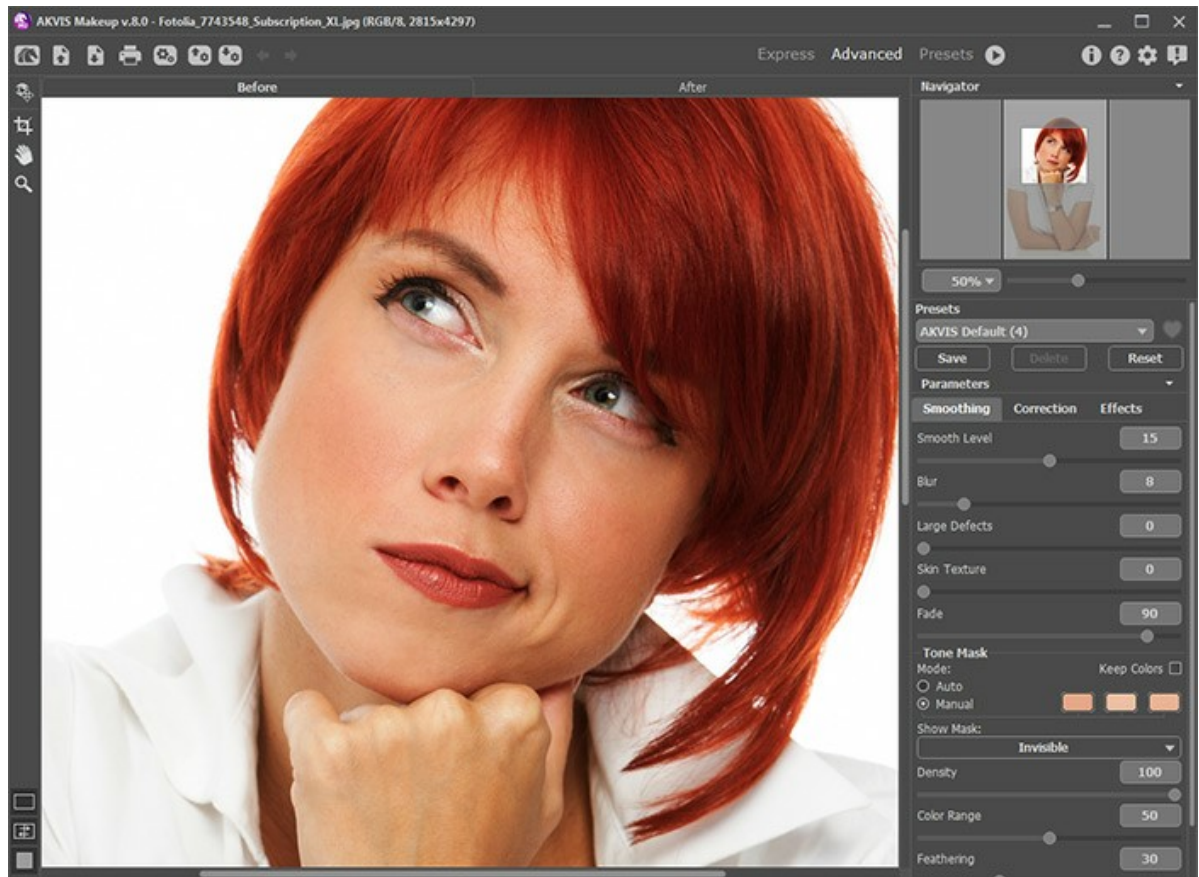 AKVIS Makeup v.8.0 - Fotolia_7743548_Subscription_XL.jpg (RGB/8, 2815x4297)
Express Advanced Presets
Before After
Navigator
50%
Presets
AKVIS Default (4)
Save Delete Reset
Parameters
Smoothing Correction Effects
Smooth Level 15
Blur 8
Large Defects 0
Skin Texture 0
Fade 90
Tone Mask
Mode: Keep Colors
Auto
Manual
Show Mask:
Invisible
Density 100
Color Range 50
Feathering 30